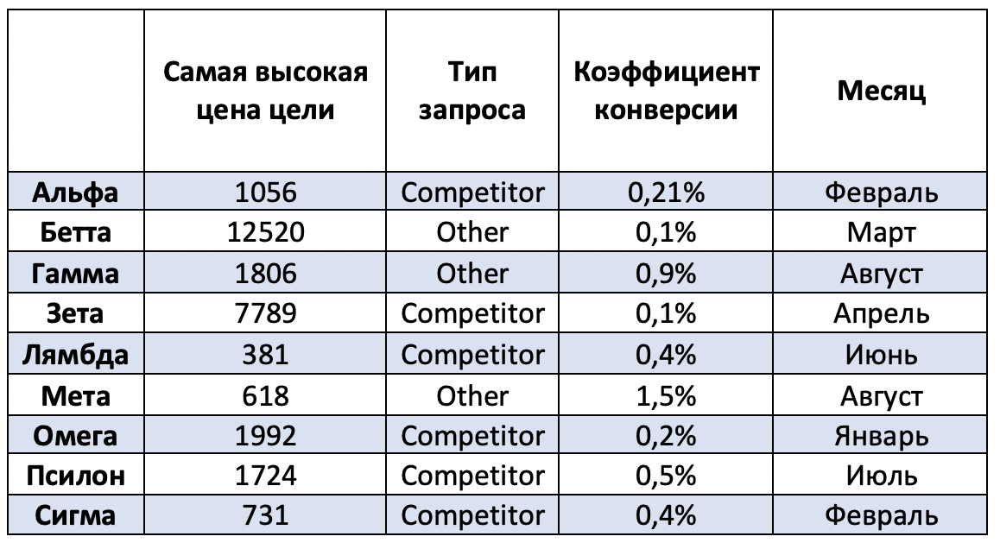 Самая высокая цена цели Тип запроса Коэффициент конверсии Месяц
Альфа 1056 Competitor 0,21% Февраль
Бетта 12520 Other 0,1% Март
Гамма 1806 Other 0,9% Август
Зета 7789 Competitor 0,1% Апрель
Лямбда 381 Competitor 0,4% Июнь
Мета 618 Other 1,5% Август
Омега 1992 Competitor 0,2% Январь
Псилон 1724 Competitor 0,5% Июль
Сигма 731 Competitor 0,4% Февраль